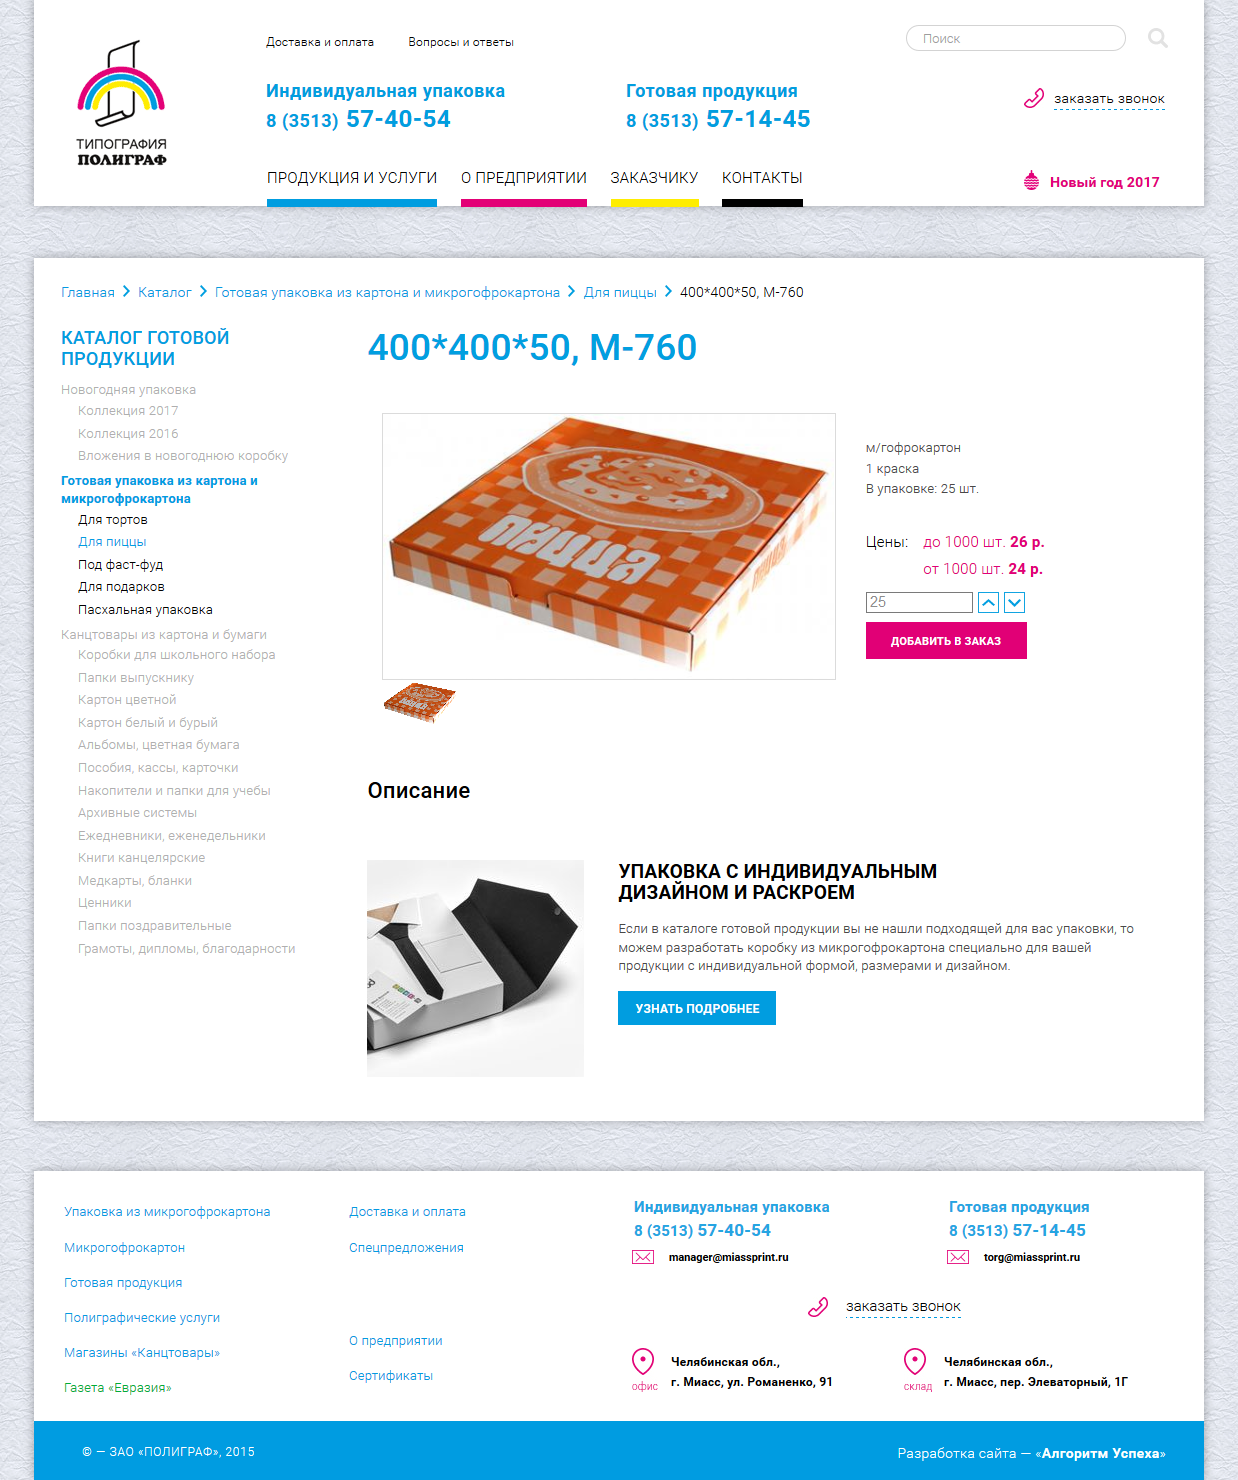 Доставка и оплата
Вопросы и ответы
Поиск
Индивидуальная упаковка
8 (3513) 57-40-54
Готовая продукция
8 (3513) 57-14-45
заказать звонок
ТИПОГРАФИЯ
ПОЛИГРАФ
ПРОДУКЦИЯ И УСЛУГИ
О ПРЕДПРИЯТИИ
ЗАКАЗЧИКУ
КОНТАКТЫ
Новый год 2017
Главная > Каталог > Готовая упаковка из картона и микрогофрокартона > Для пиццы > 400*400*50, М-760
КАТАЛОГ ГОТОВОЙ
ПРОДУКЦИИ
Новогодняя упаковка
Коллекция 2017
Коллекция 2016
Вложения в новогоднюю коробку
Готовая упаковка из картона и
микрогофрокартона
Для тортов
Для пиццы
Под фаст-фуд
Для подарков
Пасхальная упаковка
Канцтовары из картона и бумаги
Коробки для школьного набора
Папки выпускнику
Картон цветной
Картон белый и бурый
Альбомы, цветная бумага
Пособия, кассы, карточки
Накопители и папки для учебы
Архивные системы
Ежедневники, еженедельники
Книги канцелярские
Медкарты, бланки
Ценники
Папки поздравительные
Грамоты, дипломы, благодарности
400*400*50, М-760
ПИЦЦА
ПИЦЦА
м/гофрокартон
1 краска
В упаковке: 25 шт.
Цены: до 1000 шт. 26 р.
от 1000 шт. 24 р.
25
ДОБАВИТЬ В ЗАКАЗ
Описание
УПАКОВКА С ИНДИВИДУАЛЬНЫМ
ДИЗАЙНОМ И РАСКРОЕМ
Если в каталоге готовой продукции вы не нашли подходящей для вас упаковки, то
можем разработать коробку из микрогофрокартона специально для вашей
продукции с индивидуальной формой, размерами и дизайном.
УЗНАТЬ ПОДРОБНЕЕ
Упаковка из микрогофрокартона
Микрогофрокартон
Готовая продукция
Полиграфические услуги
Магазины «Канцтовары»
Газета «Евразия»
Доставка и оплата
Спецпредложения
О предприятии
Сертификаты
Индивидуальная упаковка
8 (3513) 57-40-54
manager@miassprint.ru
Готовая продукция
8 (3513) 57-14-45
torg@miassprint.ru
заказать звонок
офис
Челябинская обл.,
г. Миасс, ул. Романенко, 91
склад
Челябинская обл.,
г. Миасс, пер. Элеваторный, 1Г
© — ЗАО «ПОЛИГРАФ», 2015
Разработка сайта — «Алгоритм Успеха»